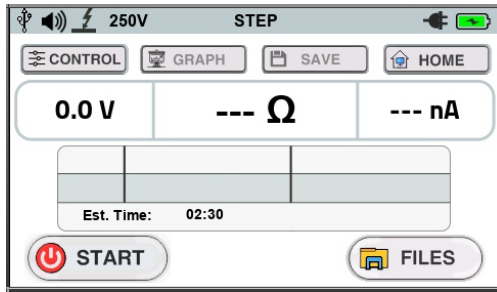 250V STEP
CONTROL GRAPH SAVE HOME
0.0 V --- Ω --- nA
Est. Time: 02:30
START FILES